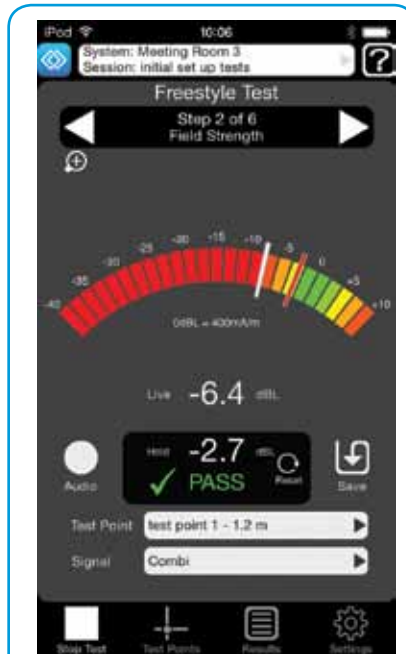 iPod 10:06
System: Meeting Room 3
Session: initial set up tests
?
Freestyle Test
Step 2 of 6
Field Strength
-40 -35 -30 -25 -20 -15 -10 -5 0 +5 +10
0dBL = 400mA/m
Live -6.4 dBL
Hold -2.7 dBL
PASS
Reset
Audio
Save
Test Point test point 1 - 1.2 m
Signal Combi
Stop Test Test Points Results Settings